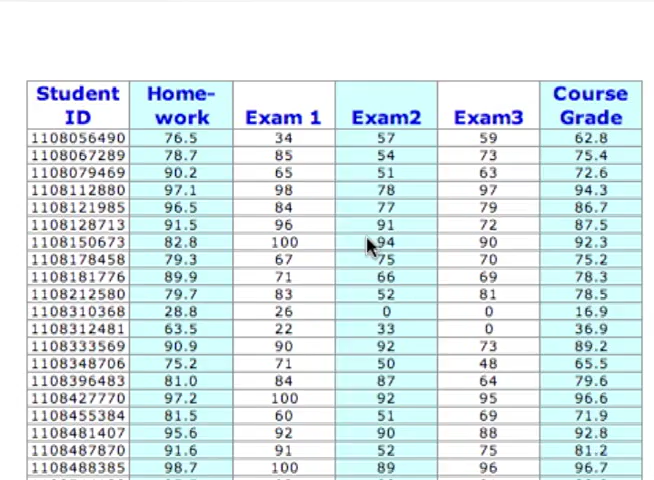 Student ID Home-work Exam 1 Exam2 Exam3 Course Grade
1108056490 76.5 34 57 59 62.8
1108067289 78.7 85 54 73 75.4
1108079469 90.2 65 51 63 72.6
1108112880 97.1 98 78 97 94.3
1108121985 96.5 84 77 79 86.7
1108128713 91.5 96 91 72 87.5
1108150673 82.8 100 94 90 92.3
1108178458 79.3 67 75 70 75.2
1108181776 89.9 71 66 69 78.3
1108212580 79.7 83 52 81 78.5
1108310368 28.8 26 0 0 16.9
1108312481 63.5 22 33 0 36.9
1108333569 90.9 90 92 73 89.2
1108348706 75.2 71 50 48 65.5
1108396483 81.0 84 87 64 79.6
1108427770 97.2 100 92 95 96.6
1108455384 81.5 60 51 69 71.9
1108481407 95.6 92 90 88 92.8
1108487870 91.6 91 52 75 81.2
1108488385 98.7 100 89 96 96.7